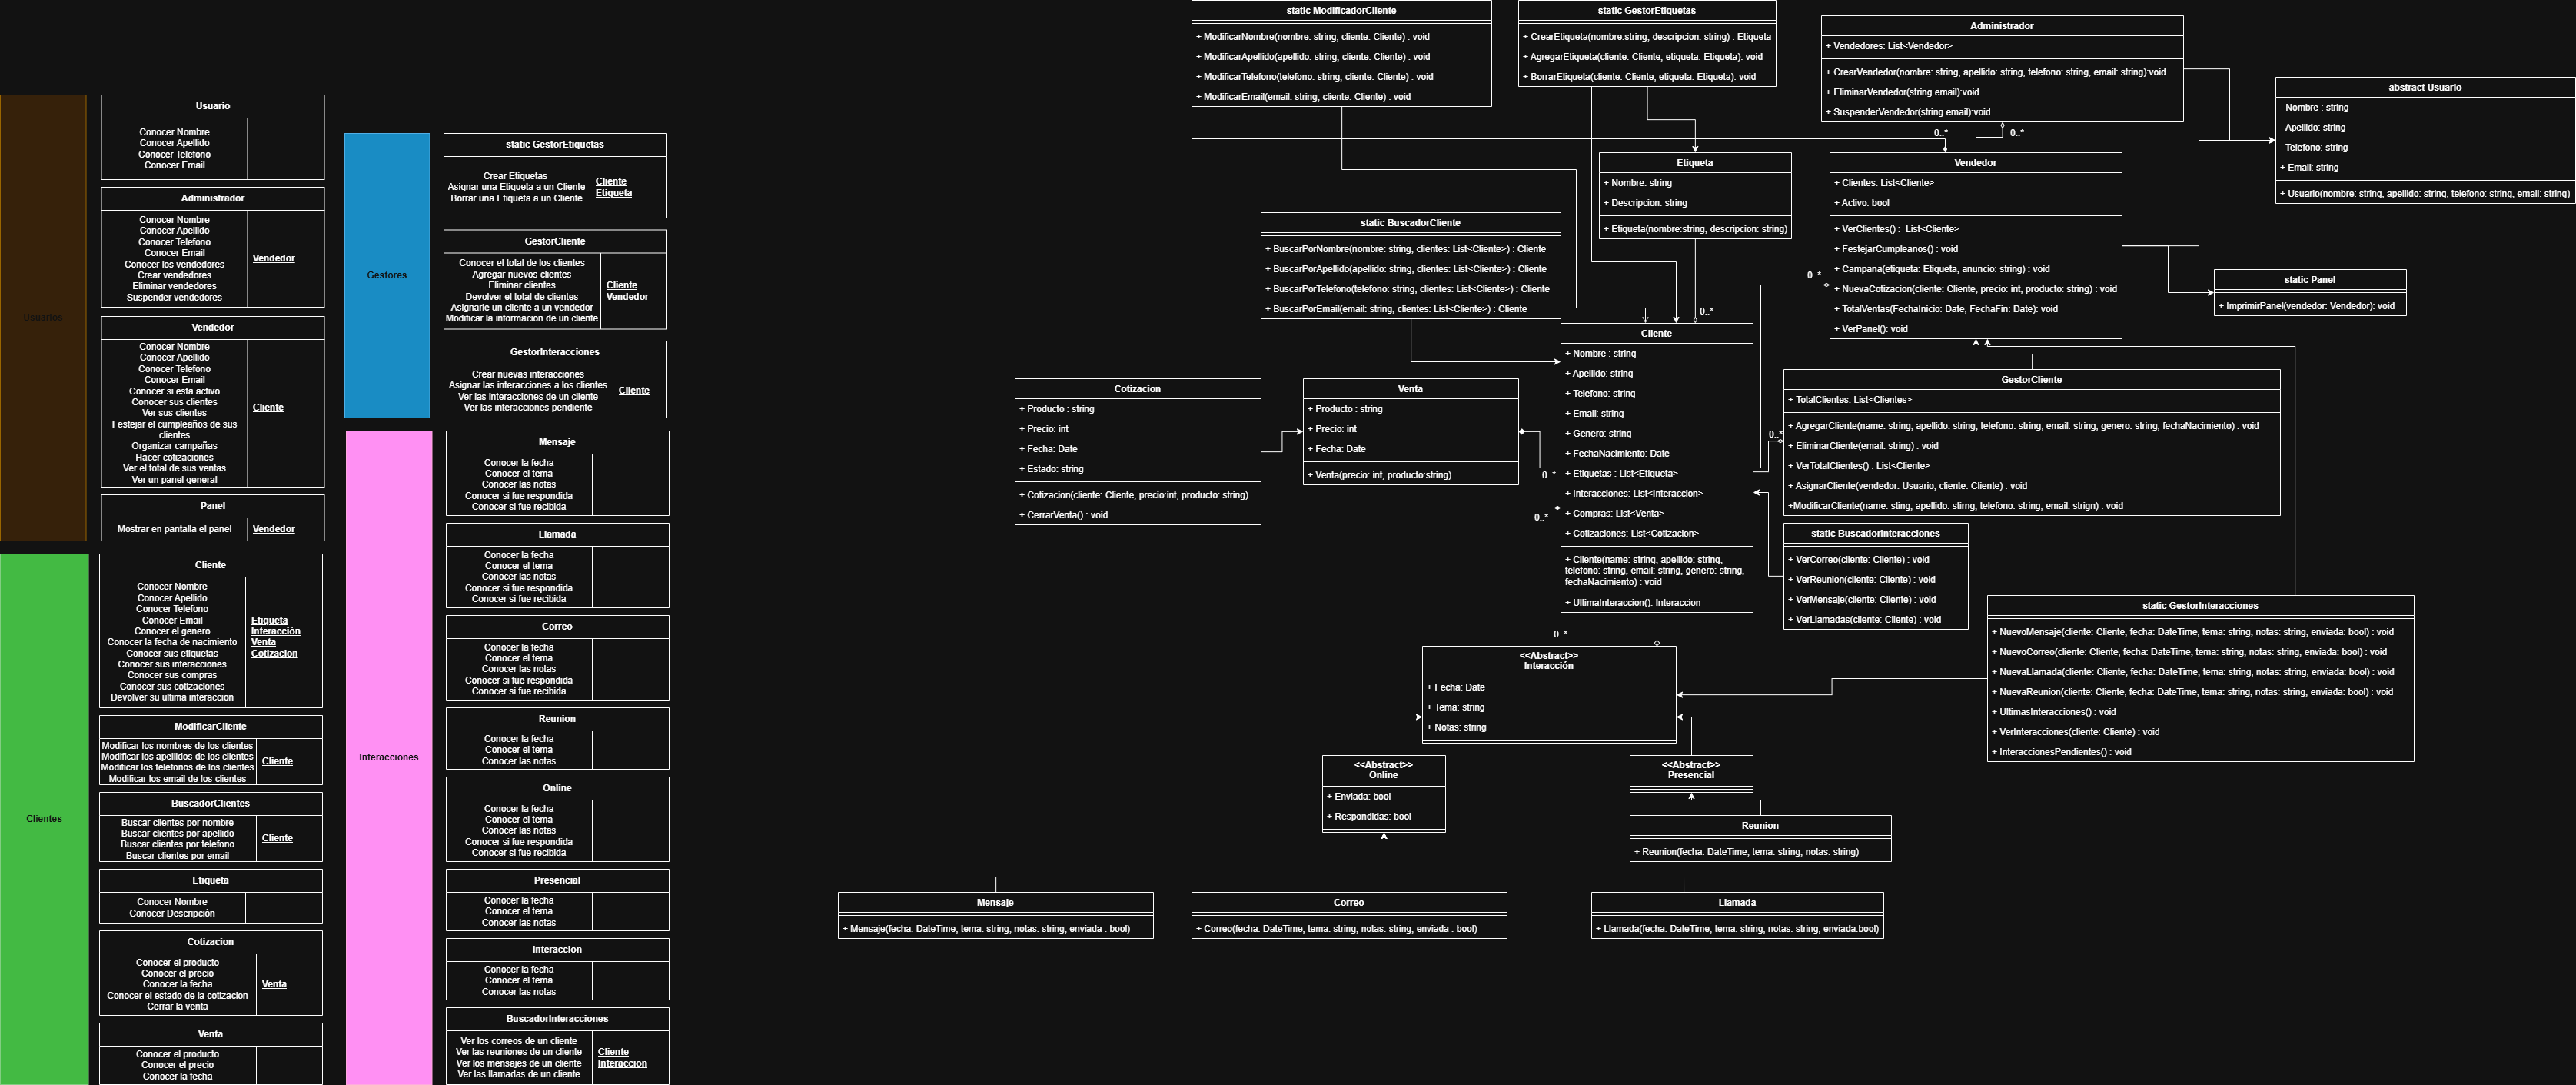 Usuarios
Usuario
Conocer Nombre
Conocer Apellido
Conocer Telefono
Conocer Email
Administrador
Conocer Nombre
Conocer Apellido
Conocer Telefono
Conocer Email
Conocer los vendedores
Crear vendedores
Eliminar vendedores
Suspender vendedores
Vendedor
Vendedor
Conocer Nombre
Conocer Apellido
Conocer Telefono
Conocer Email
Conocer si esta activo
Conocer sus clientes
Ver sus clientes
Festejar el cumpleaños de sus
clientes
Organizar campañas
Hacer cotizaciones
Ver el total de sus ventas
Ver un panel general
Cliente
Panel
Mostrar en pantalla el panel
Vendedor
Clientes
Cliente
Conocer Nombre
Conocer Apellido
Conocer Telefono
Conocer Email
Conocer el genero
Conocer la fecha de nacimiento
Conocer sus etiquetas
Conocer sus interacciones
Conocer sus compras
Conocer sus cotizaciones
Devolver su ultima interaccion
Etiqueta
Interacción
Venta
Cotizacion
ModificarCliente
Modificar los nombres de los clientes
Modificar los apellidos de los clientes
Modificar los telefonos de los clientes
Modificar los email de los clientes
Cliente
BuscadorClientes
Buscar clientes por nombre
Buscar clientes por apellido
Buscar clientes por telefono
Buscar clientes por email
Cliente
Etiqueta
Conocer Nombre
Conocer Descripción
Cotizacion
Conocer el producto
Conocer el precio
Conocer la fecha
Conocer el estado de la cotizacion
Cerrar la venta
Venta
Venta
Conocer el producto
Conocer el precio
Conocer la fecha
Gestores
static GestorEtiquetas
Crear Etiquetas
Asignar una Etiqueta a un Cliente
Borrar una Etiqueta a un Cliente
Cliente
Etiqueta
GestorCliente
Conocer el total de los clientes
Agregar nuevos clientes
Eliminar clientes
Devolver el total de clientes
Asignarle un cliente a un vendedor
Modificar la informacion de un cliente
Cliente
Vendedor
GestorInteracciones
Crear nuevas interacciones
Asignar las interacciones a los clientes
Ver las interacciones de un cliente
Ver las interacciones pendiente
Cliente
Interacciones
Mensaje
Conocer la fecha
Conocer el tema
Conocer las notas
Conocer si fue respondida
Conocer si fue recibida
Llamada
Conocer la fecha
Conocer el tema
Conocer las notas
Conocer si fue respondida
Conocer si fue recibida
Correo
Conocer la fecha
Conocer el tema
Conocer las notas
Conocer si fue respondida
Conocer si fue recibida
Reunion
Conocer la fecha
Conocer el tema
Conocer las notas
Online
Conocer la fecha
Conocer el tema
Conocer las notas
Conocer si fue respondida
Conocer si fue recibida
Presencial
Conocer la fecha
Conocer el tema
Conocer las notas
Interaccion
Conocer la fecha
Conocer el tema
Conocer las notas
BuscadorInteracciones
Ver los correos de un cliente
Ver las reuniones de un cliente
Ver los mensajes de un cliente
Ver las llamadas de un cliente
Cliente
Interaccion
static ModificadorCliente
+ ModificarNombre(nombre: string, cliente: Cliente) : void
+ ModificarApellido(apellido: string, cliente: Cliente) : void
+ ModificarTelefono(telefono: string, cliente: Cliente) : void
+ ModificarEmail(email: string, cliente: Cliente) : void
static GestorEtiquetas
+ CrearEtiqueta(nombre:string, descripcion: string) : Etiqueta
+ AgregarEtiqueta(cliente: Cliente, etiqueta: Etiqueta): void
+ BorrarEtiqueta(cliente: Cliente, etiqueta: Etiqueta): void
Administrador
+ Vendedores: List<Vendedor>
+ CrearVendedor(nombre: string, apellido: string, telefono: string, email: string):void
+ EliminarVendedor(string email):void
+ SuspenderVendedor(string email):void
abstract Usuario
- Nombre : string
- Apellido: string
- Telefono: string
+ Email: string
+ Usuario(nombre: string, apellido: string, telefono: string, email: string)
0..*
0..*
Etiqueta
+ Nombre: string
+ Descripcion: string
+ Etiqueta(nombre:string, descripcion: string)
Vendedor
+ Clientes: List<Cliente>
+ Activo: bool
+ VerClientes() :  List<Cliente>
+ FestejarCumpleanos() : void
+ Campana(etiqueta: Etiqueta, anuncio: string) : void
+ NuevaCotizacion(cliente: Cliente, precio: int, producto: string) : void
+ TotalVentas(FechaInicio: Date, FechaFin: Date): void
+ VerPanel(): void
static BuscadorCliente
+ BuscarPorNombre(nombre: string, clientes: List<Cliente>) : Cliente
+ BuscarPorApellido(apellido: string, clientes: List<Cliente>) : Cliente
+ BuscarPorTelefono(telefono: string, clientes: List<Cliente>) : Cliente
+ BuscarPorEmail(email: string, clientes: List<Cliente>) : Cliente
0..*
static Panel
+ ImprimirPanel(vendedor: Vendedor): void
0..*
Cliente
+ Nombre : string
+ Apellido: string
+ Telefono: string
+ Email: string
+ Genero: string
+ FechaNacimiento: Date
+ Etiquetas : List<Etiqueta>
+ Interacciones: List<Interaccion>
+ Compras: List<Venta>
+ Cotizaciones: List<Cotizacion>
+ Cliente(name: string, apellido: string,
telefono: string, email: string, genero: string,
fechaNacimiento) : void
+ UltimaInteraccion(): Interaccion
Cotizacion
+ Producto : string
+ Precio: int
+ Fecha: Date
+ Estado: string
+ Cotizacion(cliente: Cliente, precio:int, producto: string)
+ CerrarVenta() : void
Venta
+ Producto : string
+ Precio: int
+ Fecha: Date
+ Venta(precio: int, producto:string)
0..*
0..*
0..*
GestorCliente
+ TotalClientes: List<Clientes>
+ AgregarCliente(name: string, apellido: string, telefono: string, email: string, genero: string, fechaNacimiento) : void
+ EliminarCliente(email: string) : void
+ VerTotalClientes() : List<Cliente>
+ AsignarCliente(vendedor: Usuario, cliente: Cliente) : void
+ModificarCliente(name: sting, apellido: stirng, telefono: string, email: strign) : void
static BuscadorInteracciones
+ VerCorreo(cliente: Cliente) : void
+ VerReunion(cliente: Cliente) : void
+ VerMensaje(cliente: Cliente) : void
+ VerLlamadas(cliente: Cliente) : void
static GestorInteracciones
+ NuevoMensaje(cliente: Cliente, fecha: DateTime, tema: string, notas: string, enviada: bool) : void
+ NuevoCorreo(cliente: Cliente, fecha: DateTime, tema: string, notas: string, enviada: bool) : void
+ NuevaLlamada(cliente: Cliente, fecha: DateTime, tema: string, notas: string, enviada: bool) : void
+ NuevaReunion(cliente: Cliente, fecha: DateTime, tema: string, notas: string, enviada: bool) : void
+ UltimasInteracciones() : void
+ VerInteracciones(cliente: Cliente) : void
+ InteraccionesPendientes() : void
0..*
<<Abstract>>
Interacción
+ Fecha: Date
+ Tema: string
+ Notas: string
<<Abstract>>
Online
+ Enviada: bool
+ Respondidas: bool
<<Abstract>>
Presencial
Reunion
+ Reunion(fecha: DateTime, tema: string, notas: string)
Mensaje
+ Mensaje(fecha: DateTime, tema: string, notas: string, enviada : bool)
Correo
+ Correo(fecha: DateTime, tema: string, notas: string, enviada : bool)
Llamada
+ Llamada(fecha: DateTime, tema: string, notas: string, enviada:bool)